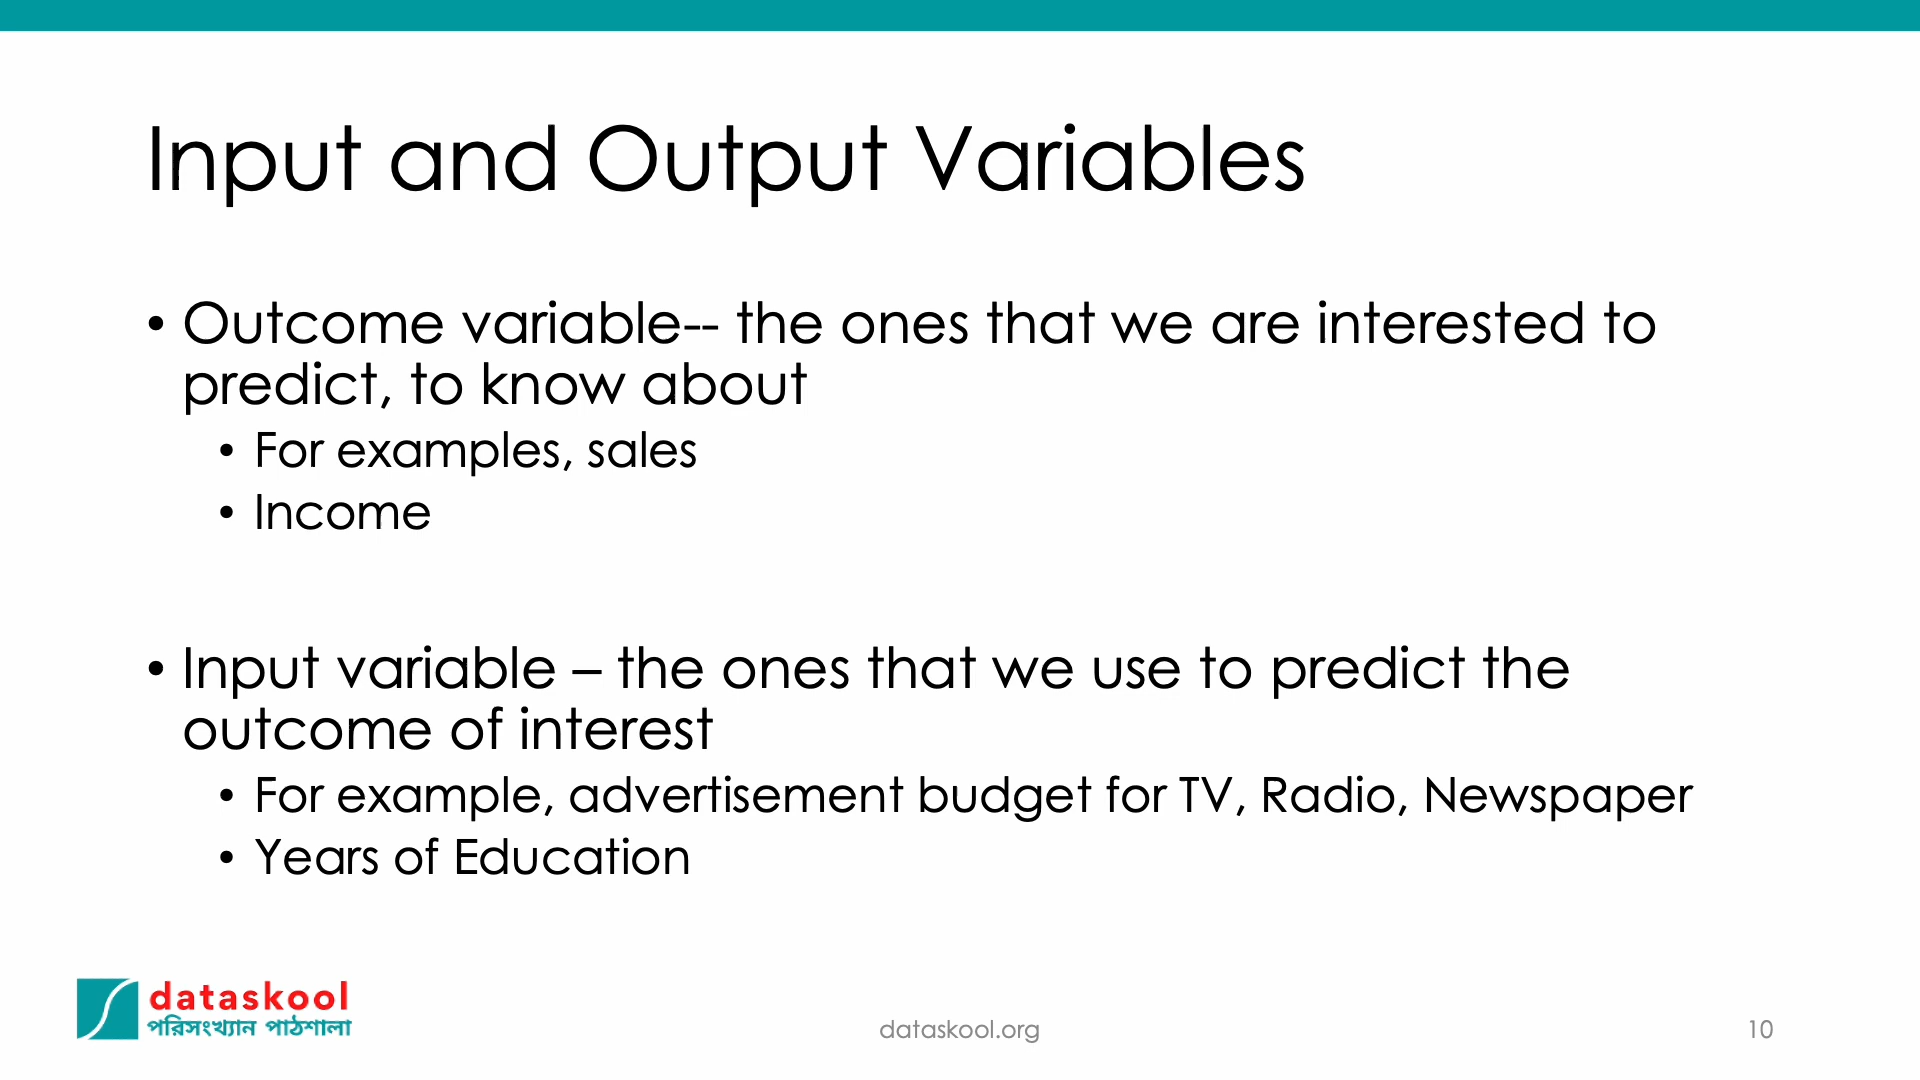 Input and Output Variables
• Outcome variable-- the ones that we are interested to
predict, to know about
• For examples, sales
• Income
• Input variable – the ones that we use to predict the
outcome of interest
• For example, advertisement budget for TV, Radio, Newspaper
• Years of Education
dataskool
পরিসংখ্যান পাঠশালা
dataskool.org
10